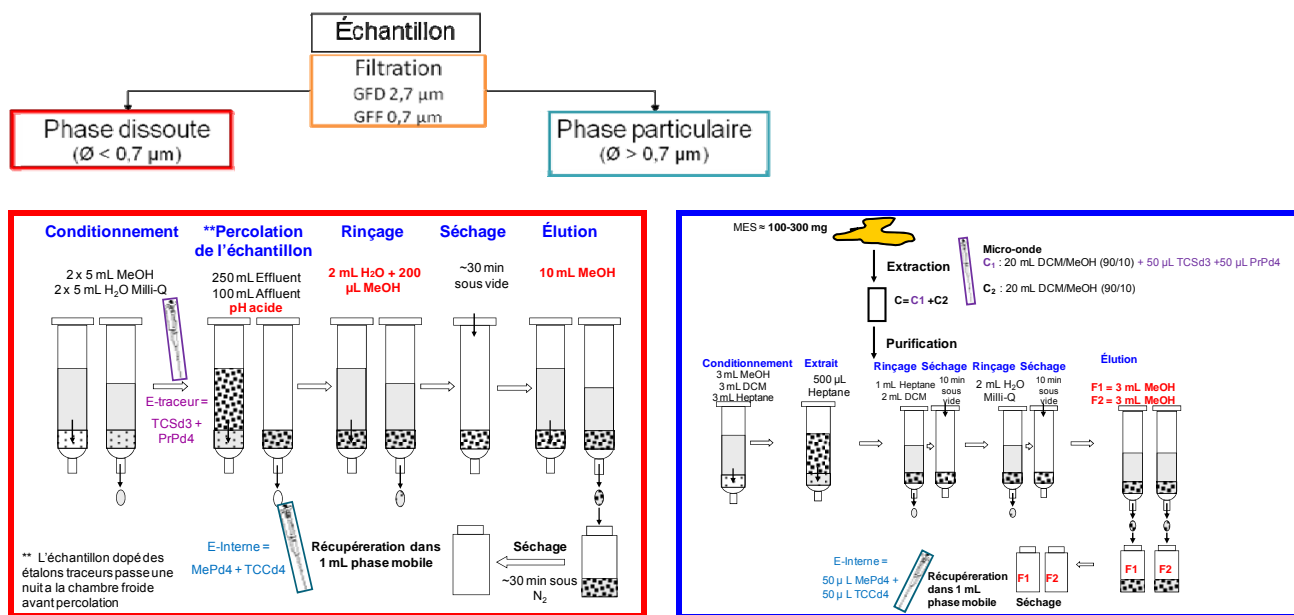 Échantillon
Filtration
GFD 2,7 µm
GFF 0,7 µm
Phase dissoute
(Ø < 0,7 µm)
Phase particulaire
(Ø > 0,7 µm)
Conditionnement
2 x 5 mL MeOH
2 x 5 mL H2O Milli-Q
**Percolation
de l'échantillon
250 mL Effluent
100 mL Affluent
pH acide
Rinçage
2 mL H2O + 200
µL MeOH
Séchage
~30 min
sous vide
Élution
10 mL MeOH
E-traceur =
TCSd3 +
PrPd4
E-Interne =
MePd4 + TCCd4
Récupéreration dans
1 mL phase mobile
Séchage
~30 min sous
N2
** L'échantillon dopé des
étalons traceurs passe une
nuit a la chambre froide
avant percolation
MES ≈ 100-300 mg
Extraction
Micro-onde
C1 : 20 mL DCM/MeOH (90/10) + 50 µL TCSd3 +50 µL PrPd4
C2 : 20 mL DCM/MeOH (90/10)
C= C1 +C2
Purification
Conditionnement
3 mL MeOH
3 mL DCM
3 mL Heptane
Extrait
500 µL
Heptane
Rinçage
1 mL Heptane
2 mL DCM
Séchage
10 min
sous
vide
Rinçage
2 mL H2O
Milli-Q
Séchage
10 min
sous
vide
Élution
F1 = 3 mL MeOH
F2 = 3 mL MeOH
F1
F2
E-Interne =
50 µ L MePd4 +
50 µ L TCCd4
Récupéreration
dans 1 mL
phase mobile
F1
F2
Séchage